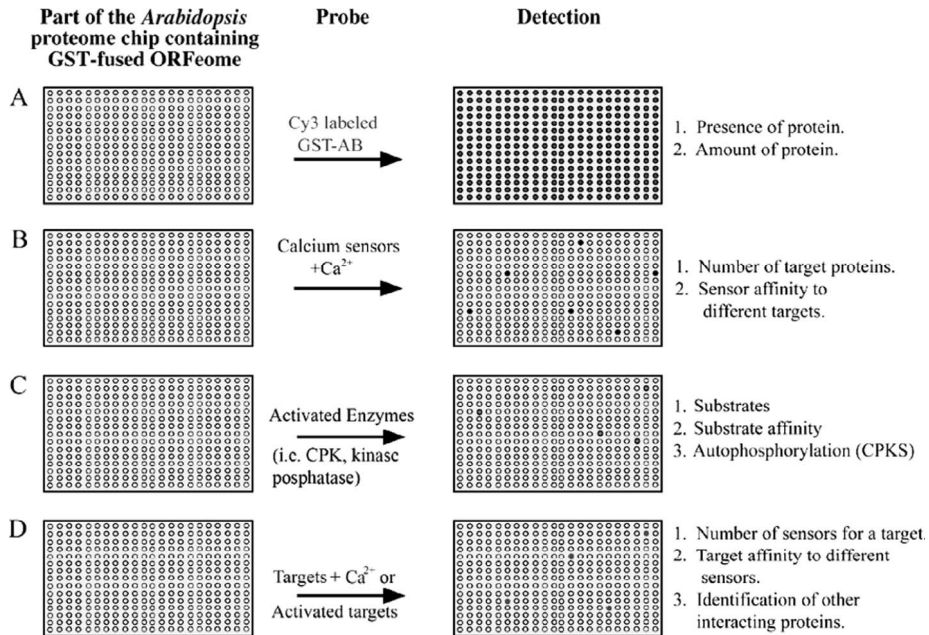 Part of the Arabidopsis
proteome chip containing
GST-fused ORFeome
Probe
Detection
A
Cy3 labeled
GST-AB
1. Presence of protein.
2. Amount of protein.
B
Calcium sensors
+Ca²⁺
1. Number of target proteins.
2. Sensor affinity to
different targets.
C
Activated Enzymes
(i.e. CPK, kinase
posphatase)
1. Substrates
2. Substrate affinity
3. Autophosphorylation (CPKS)
D
Targets + Ca²⁺ or
Activated targets
1. Number of sensors for a target.
2. Target affinity to different
sensors.
3. Identification of other
interacting proteins.